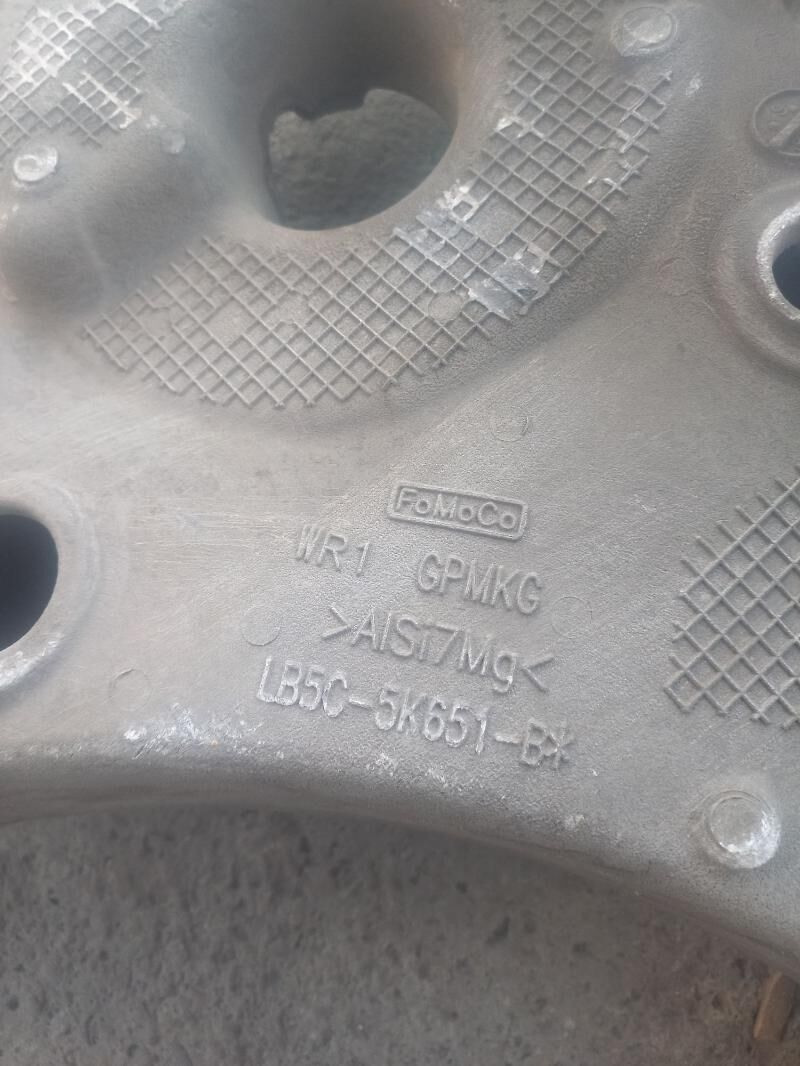 FoMoCo
WR1 GPMKG
>AlSi7Mg<
LB5C-5K651-B*